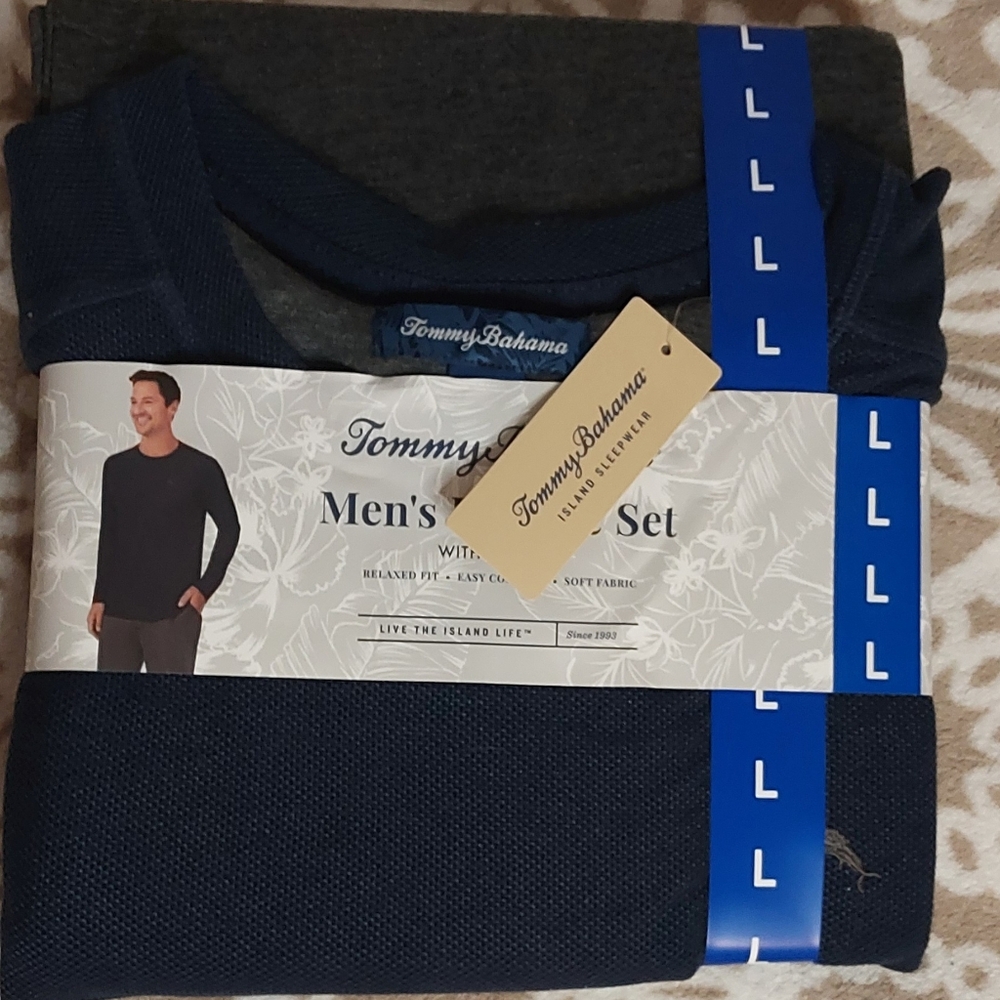 L
L
L
L
L
Tommy Bahama
Tommy Bahama
ISLAND SLEEPWEAR
Tommy
Men's Set
WITH
RELAXED FIT • EASY • SOFT FABRIC
LIVE THE ISLAND LIFE™ Since 1993
L
L
L
L
L
L
L
L